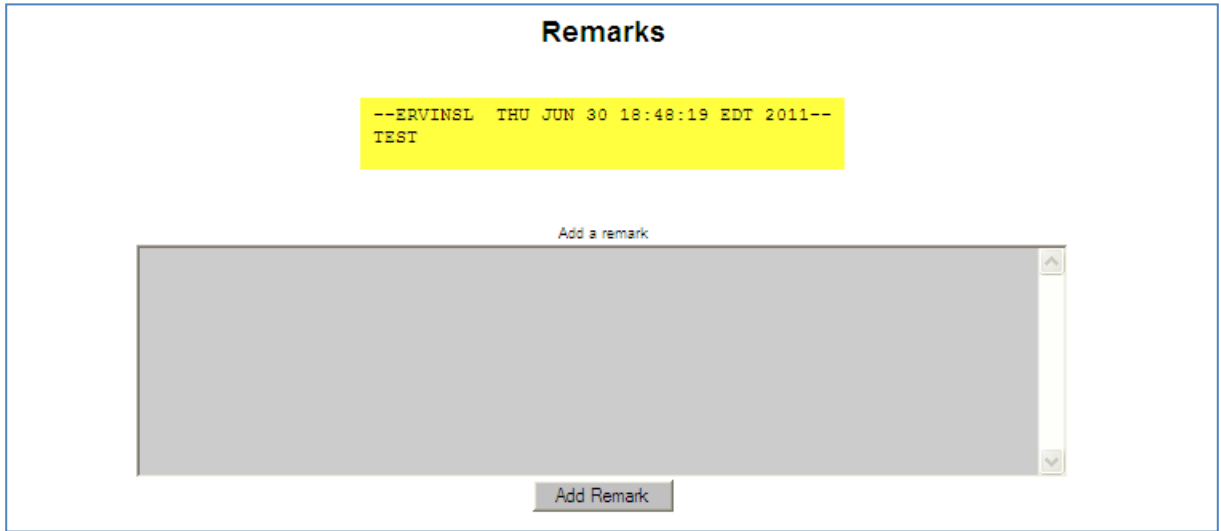 Remarks
--ERVINSL  THU JUN 30 18:48:19 EDT 2011--
TEST
Add a remark
Add Remark